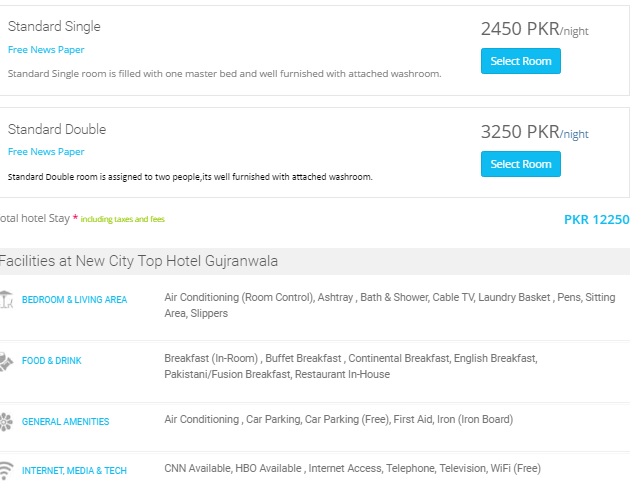 Standard Single
2450 PKR/night
Free News Paper
Select Room
Standard Single room is filled with one master bed and well furnished with attached washroom.
Standard Double
3250 PKR/night
Free News Paper
Select Room
Standard Double room is assigned to two people,its well furnished with attached washroom.
otal hotel Stay * including taxes and fees
PKR 12250
Facilities at New City Top Hotel Gujranwala
BEDROOM & LIVING AREA
Air Conditioning (Room Control), Ashtray , Bath & Shower, Cable TV, Laundry Basket , Pens, Sitting
Area, Slippers
FOOD & DRINK
Breakfast (In-Room) , Buffet Breakfast , Continental Breakfast, English Breakfast,
Pakistani/Fusion Breakfast, Restaurant In-House
GENERAL AMENITIES
Air Conditioning , Car Parking, Car Parking (Free), First Aid, Iron (Iron Board)
INTERNET, MEDIA & TECH
CNN Available, HBO Available , Internet Access, Telephone, Television, WiFi (Free)